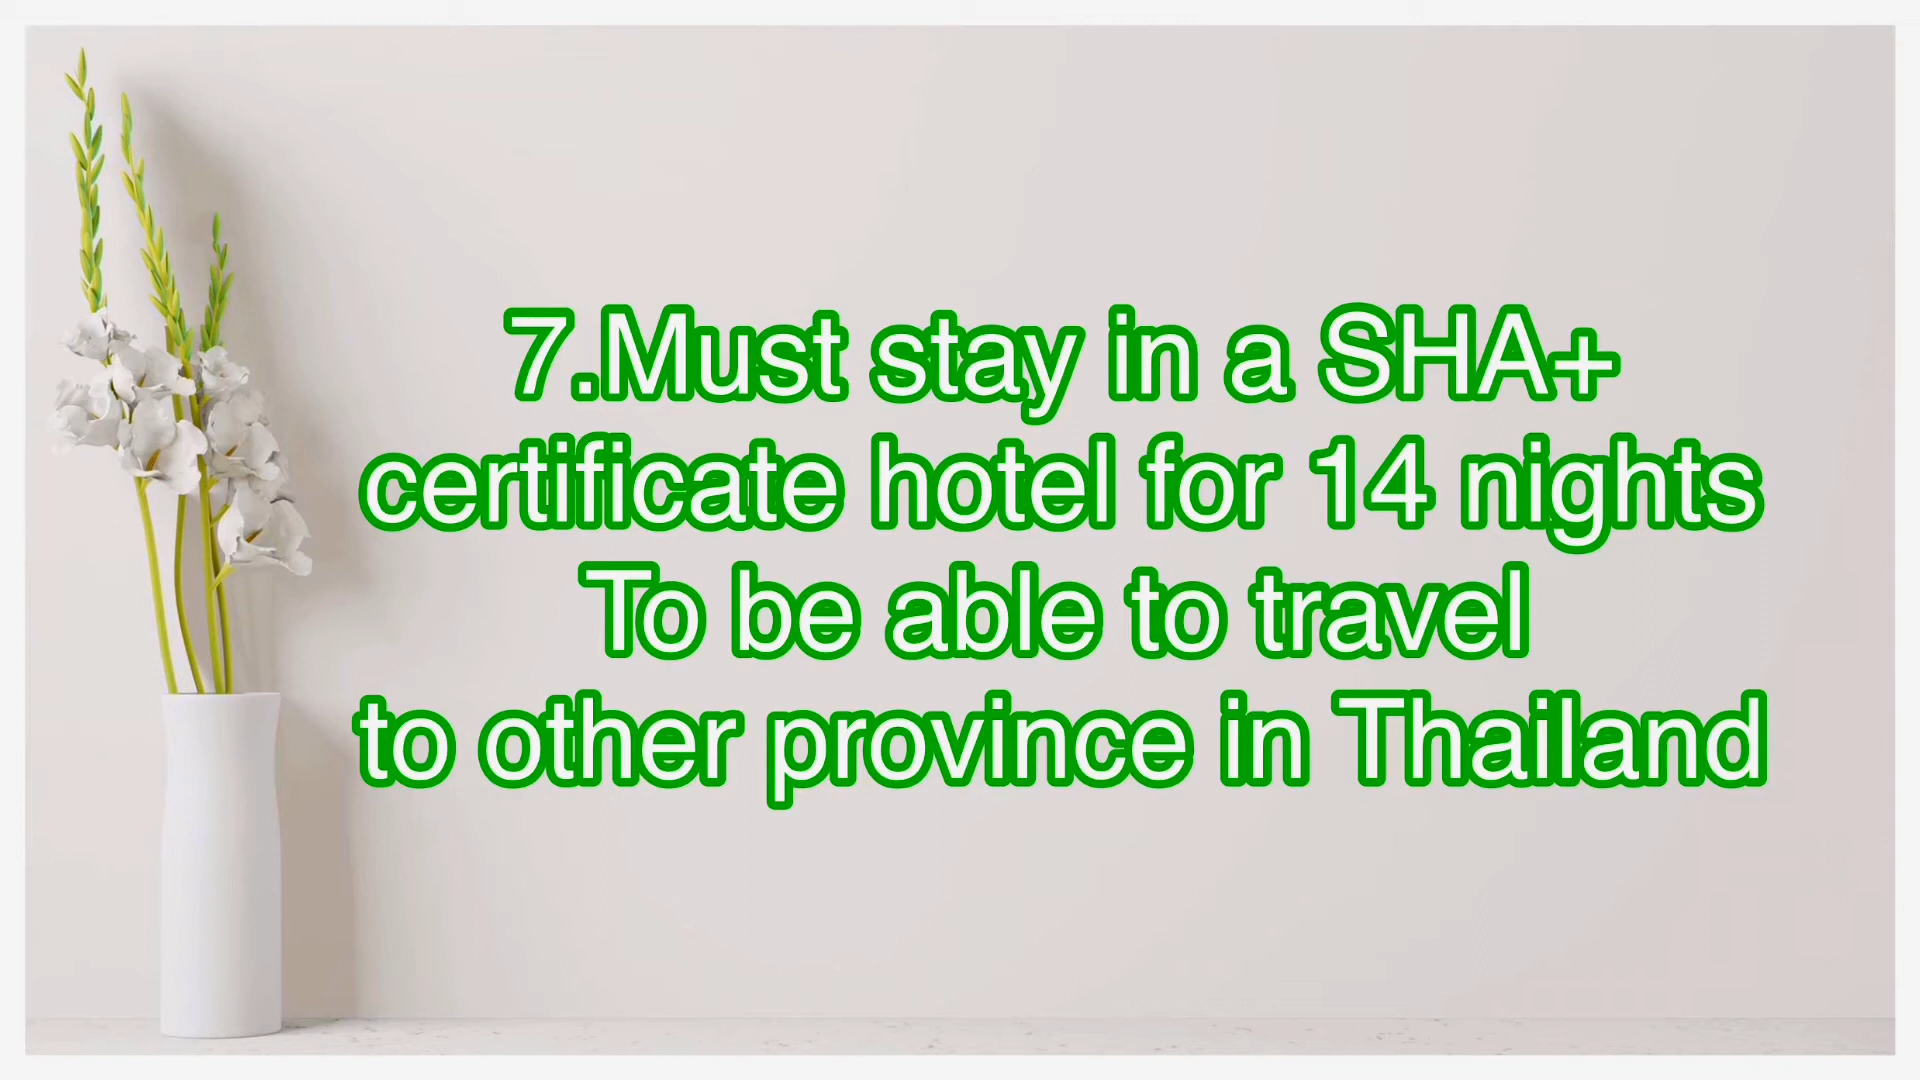 7.Must stay in a SHA+
certificate hotel for 14 nights
To be able to travel
to other province in Thailand